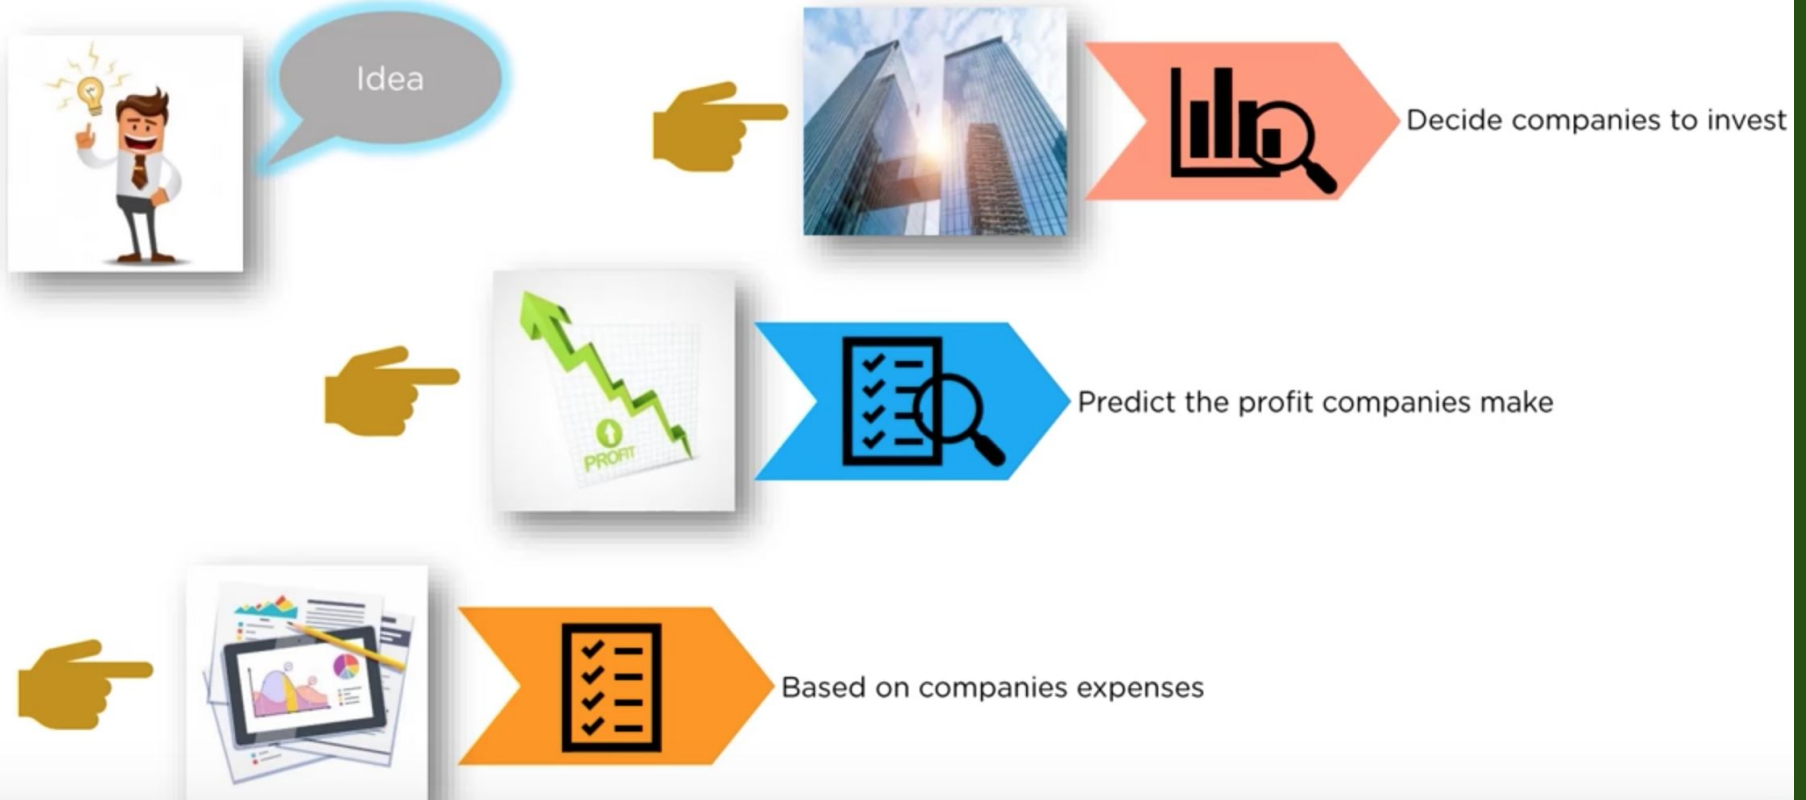 Idea
Decide companies to invest
PROFIT
Predict the profit companies make
Based on companies expenses